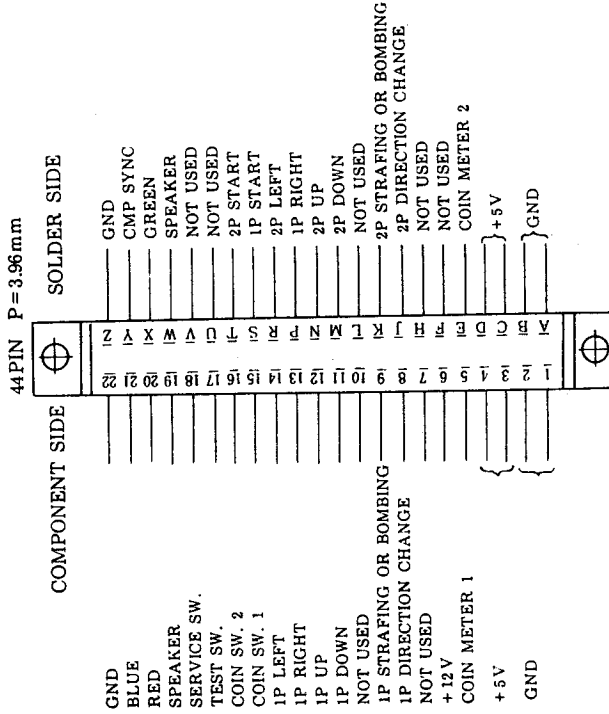 44 PIN P = 3.96mm
COMPONENT SIDE SOLDER SIDE
GND 22 Z GND
BLUE 21 Y CMP SYNC
RED 20 X GREEN
SPEAKER 19 W SPEAKER
SERVICE SW. 18 V NOT USED
TEST SW. 17 U NOT USED
COIN SW. 2 16 T 2P START
COIN SW. 1 15 S 1P START
1P LEFT 14 R 2P LEFT
1P RIGHT 13 P 1P RIGHT
1P UP 12 N 2P UP
1P DOWN 11 M 2P DOWN
NOT USED 10 L NOT USED
1P STRAFING OR BOMBING 9 K 2P STRAFING OR BOMBING
1P DIRECTION CHANGE 8 J 2P DIRECTION CHANGE
NOT USED 7 H NOT USED
+12V 6 F NOT USED
COIN METER 1 5 E COIN METER 2
+5V 4 D +5V
3 C
GND 2 B GND
1 A